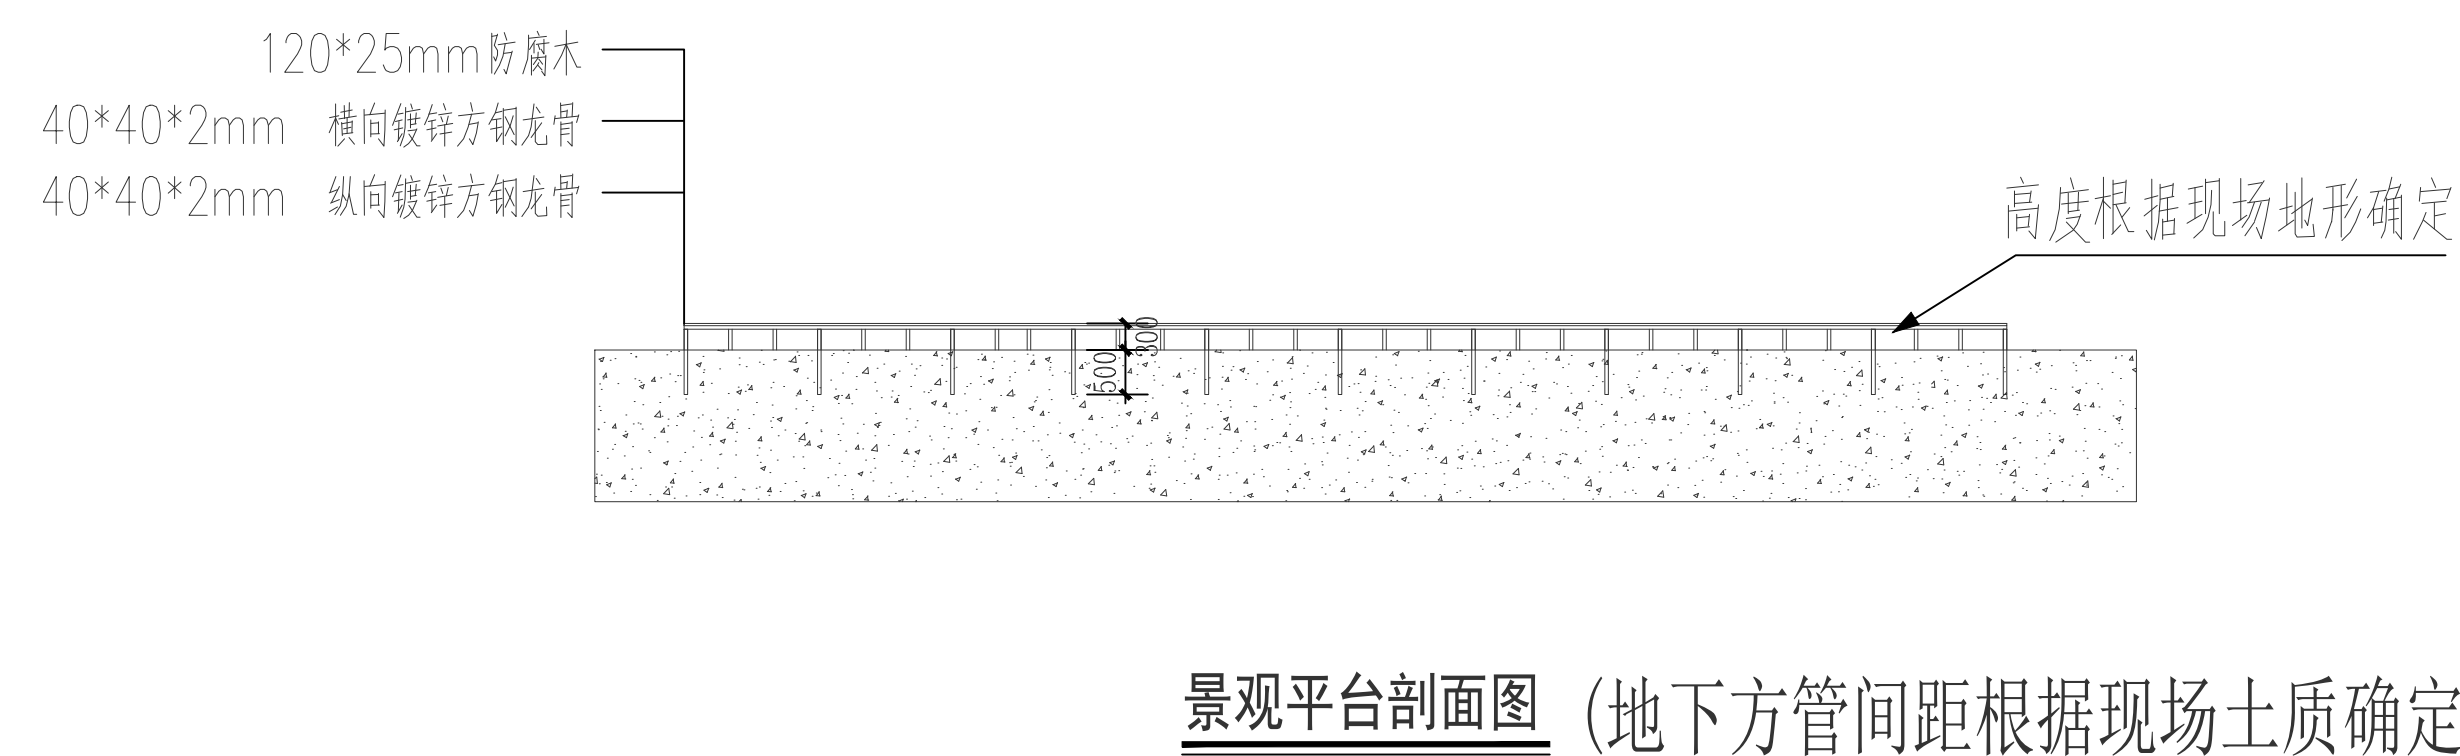 120*25mm防腐木
40*40*2mm 横向镀锌方钢龙骨
40*40*2mm 纵向镀锌方钢龙骨
高度根据现场地形确定
300
500
景观平台剖面图 (地下方管间距根据现场土质确定